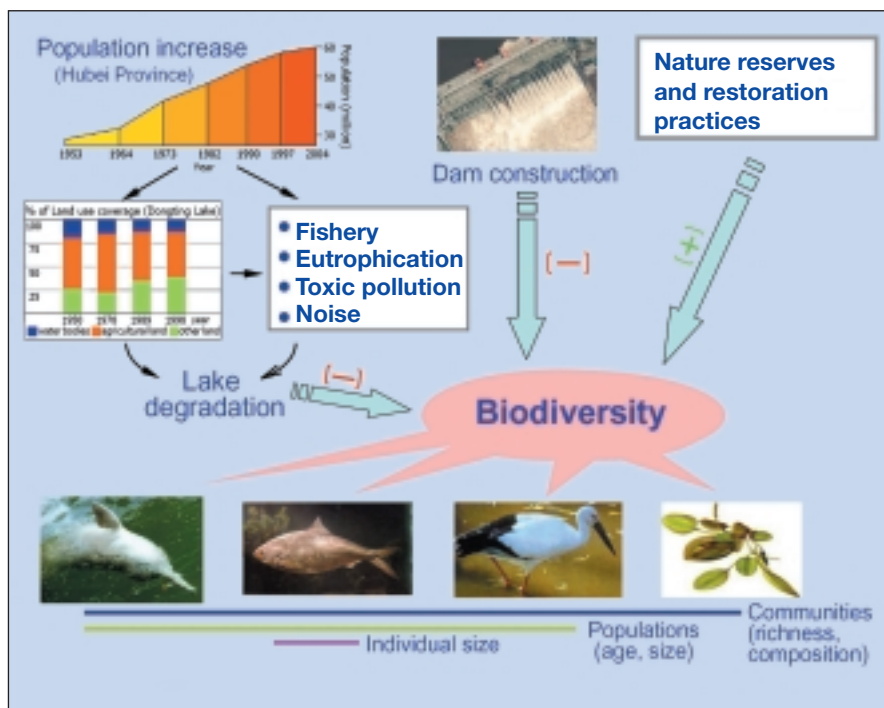 Population increase
(Hubei Province)
60
50
40
30
Population (million)
1953
1964
1973
1982
1990
1997
2004
Year
Dam construction
Nature reserves
and restoration
practices
% of Land use coverage (Dongting Lake)
100
75
50
25
1978
1989
1998
year
water bodies
agricultural land
other land
• Fishery
• Eutrophication
• Toxic pollution
• Noise
(—)
(+)
Lake
degradation
(—)
Biodiversity
Individual size
Populations
(age, size)
Communities
(richness,
composition)